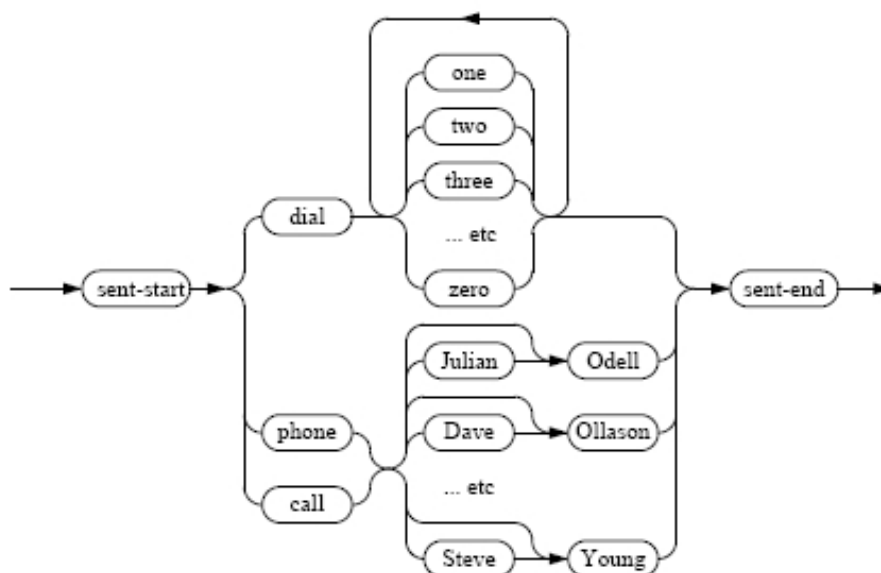 one
two
three
dial
... etc
sent-start
zero
sent-end
Julian
Odell
phone
Dave
Ollason
... etc
call
Steve
Young